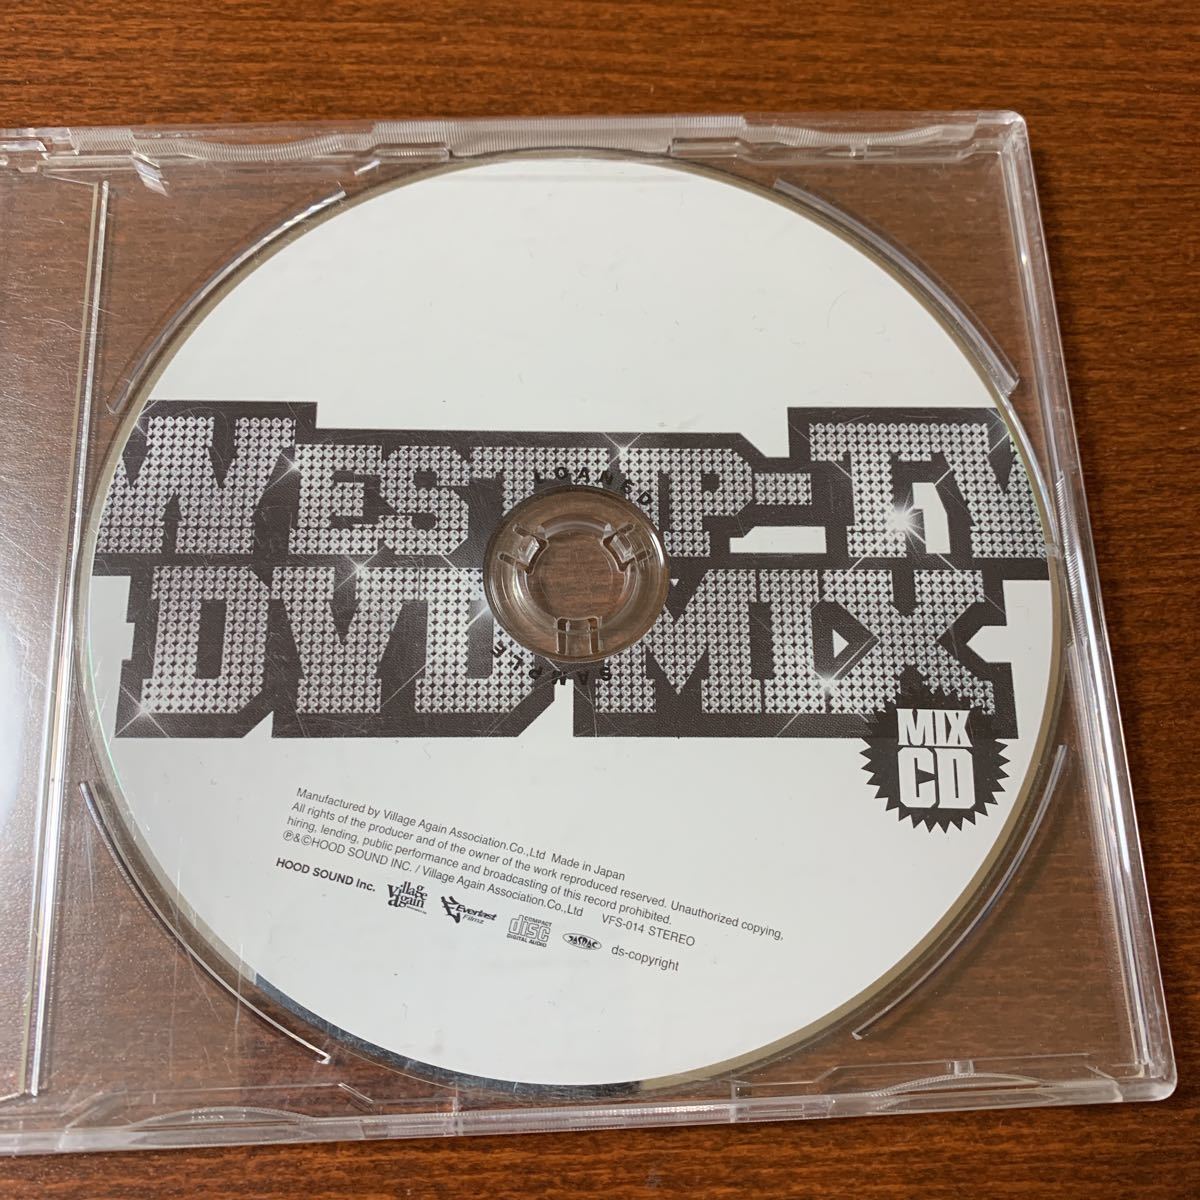 WESTUP-TV
LOANED
DVD MIX
SAMPLE
MIX
CD
Manufactured by Village Again Association.Co.,Ltd Made in Japan
All rights of the producer and of the owner of the work reproduced reserved. Unauthorized copying,
hiring, lending, public performance and broadcasting of this record prohibited.
℗&©HOOD SOUND INC. / Village Again Association.Co.,Ltd VFS-014 STEREO
HOOD SOUND Inc.
Village
Again
Everlast
Filmz
COMPACT
disc
DIGITAL AUDIO
JASRAC
ds-copyright